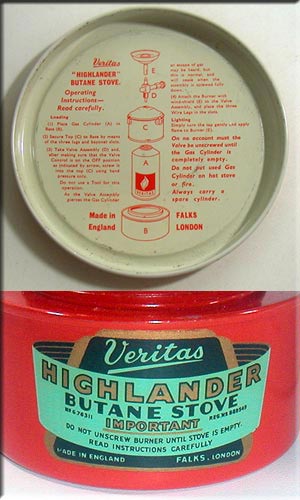 Veritas
"HIGHLANDER"
BUTANE STOVE.
Operating
Instructions—
Read carefully.
Loading
(1) Place Gas Cylinder (A) in
Base (B).
(2) Secure Top (C) to Base by means
of the three lugs and bayonet slots.
(3) Take Valve Assembly (D) and,
after making sure that the Valve
control is on the OFF position
as indicated by arrow, screw it
into the top (C) using hand
pressure only.
Do not use a Tool for this
operation.
As the Valve Assembly
pierces the Gas Cylinder
an escape of gas
may be heard, but
this is normal, and
will cease when the
assembly is screwed fully
down.
(4) Attach the Burner with
windshield (E) to the Valve
Assembly, and place the three
Wire Legs in the slots.
Lighting
Simply turn the tap gently and apply
flame to Burner (E).
On no account must the
Valve be unscrewed until
the Gas Cylinder is
completely empty.
Do not put used Gas
Cylinder on hot stove
or fire.
Always carry a
spare cylinder.
E
D
C
A
VERITAS
B
Made in
England
FALKS
LONDON
Veritas
HIGHLANDER
BUTANE STOVE
IMPORTANT
DO NOT UNSCREW BURNER UNTIL STOVE IS EMPTY.
READ INSTRUCTIONS CAREFULLY
MADE IN ENGLAND
FALKS, LONDON